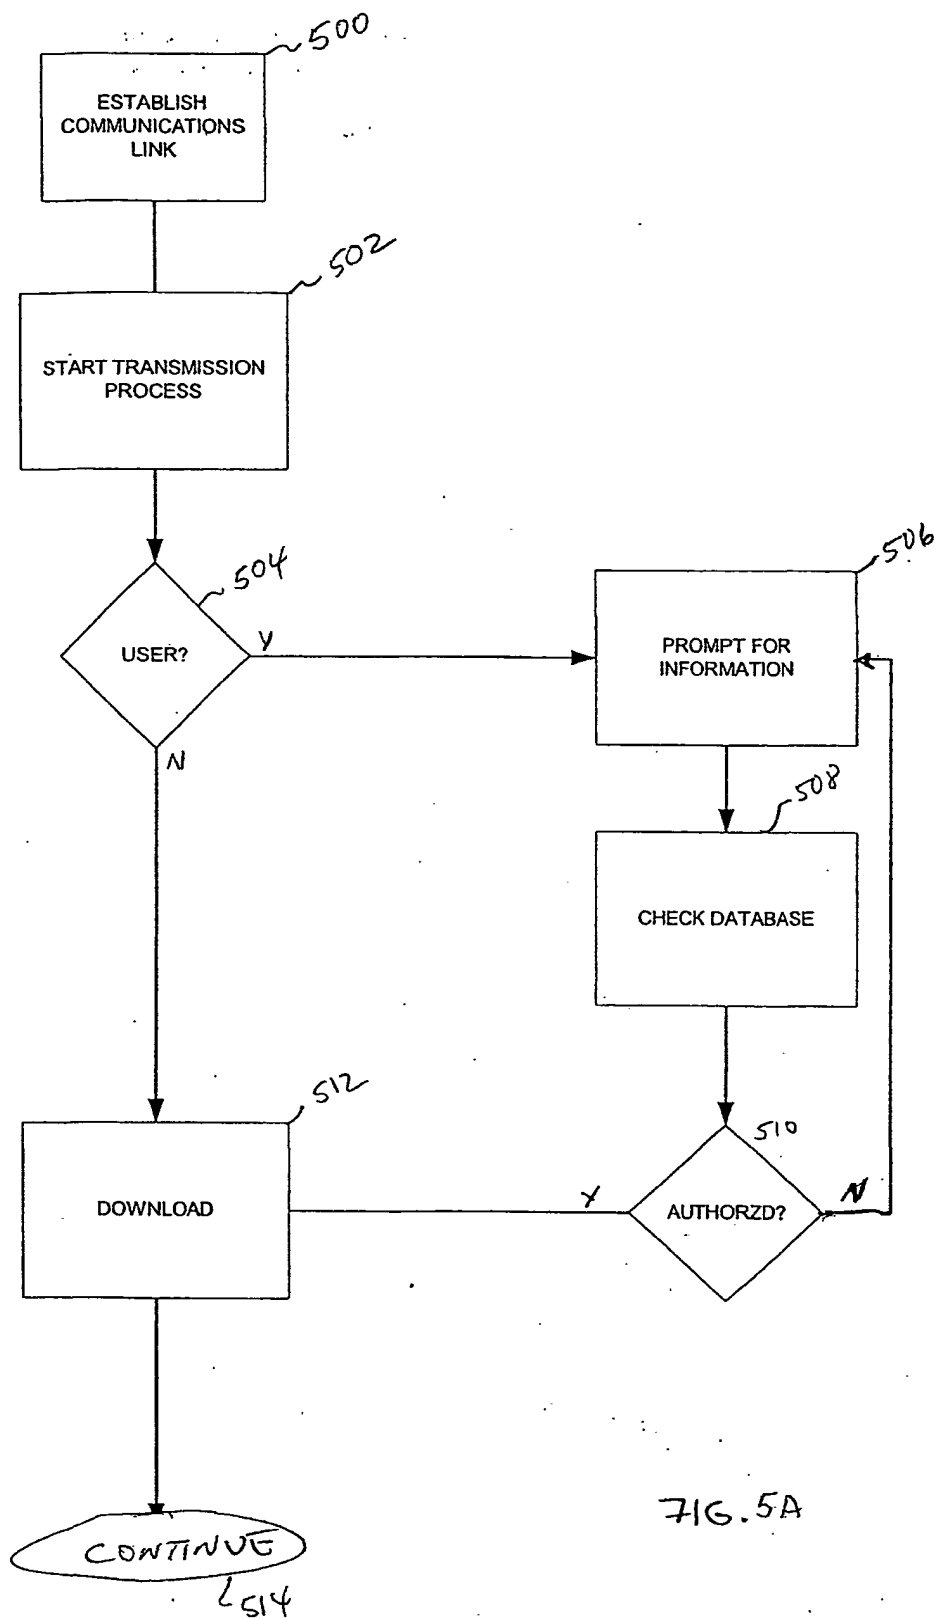 500
ESTABLISH
COMMUNICATIONS
LINK
502
START TRANSMISSION
PROCESS
504
USER?
Y
N
506
PROMPT FOR
INFORMATION
508
CHECK DATABASE
510
AUTHORZD?
Y
N
512
DOWNLOAD
CONTINUE
514
FIG. 5A